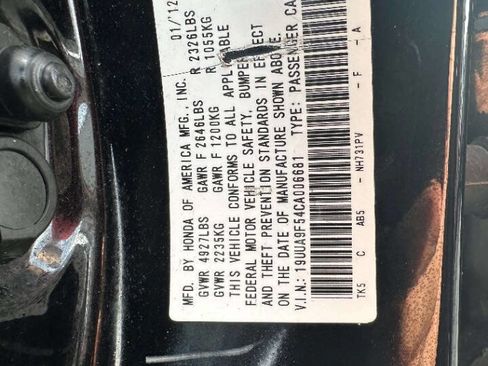 MFD. BY HONDA OF AMERICA MFG., INC. 01/12
GVWR 4927LBS GAWR F 2646LBS R 2326LBS
GVWR 2235KG GAWR F 1200KG R 1055KG
THIS VEHICLE CONFORMS TO ALL APPLICABLE
FEDERAL MOTOR VEHICLE SAFETY, BUMPER
AND THEFT PREVENTION STANDARDS IN EFFECT
ON THE DATE OF MANUFACTURE SHOWN ABOVE.
V.I.N.: 19UUA9F54CA006691 TYPE: PASSENGER CA
TK5 C AB5 - NH731PV - F - A